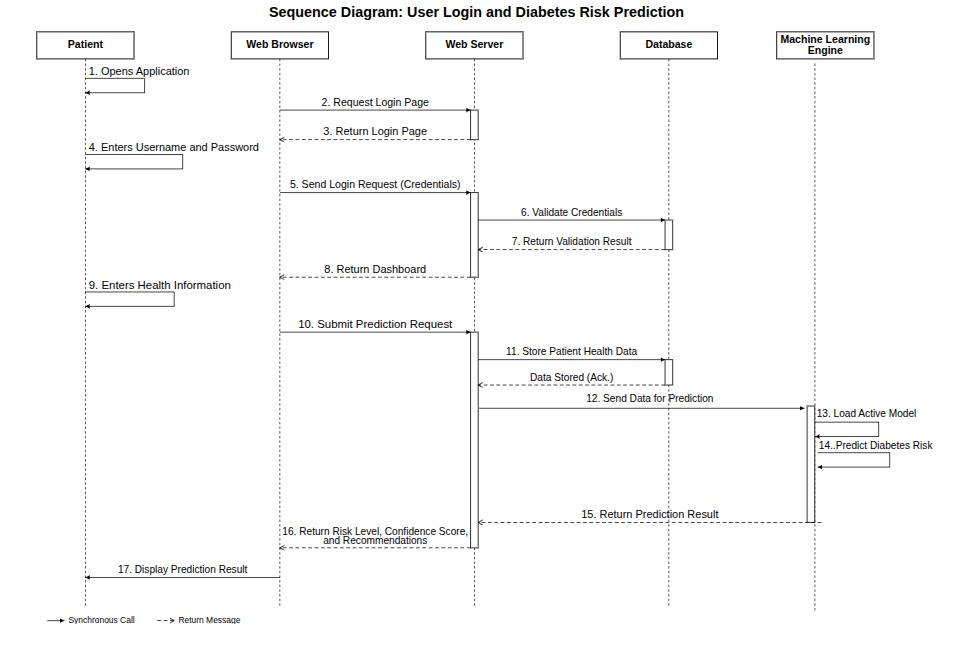 Sequence Diagram: User Login and Diabetes Risk Prediction
Patient
Web Browser
Web Server
Database
Machine Learning
Engine
1. Opens Application
2. Request Login Page
3. Return Login Page
4. Enters Username and Password
5. Send Login Request (Credentials)
6. Validate Credentials
7. Return Validation Result
8. Return Dashboard
9. Enters Health Information
10. Submit Prediction Request
11. Store Patient Health Data
Data Stored (Ack.)
12. Send Data for Prediction
13. Load Active Model
14..Predict Diabetes Risk
15. Return Prediction Result
16. Return Risk Level, Confidence Score,
and Recommendations
17. Display Prediction Result
Synchronous Call
Return Message